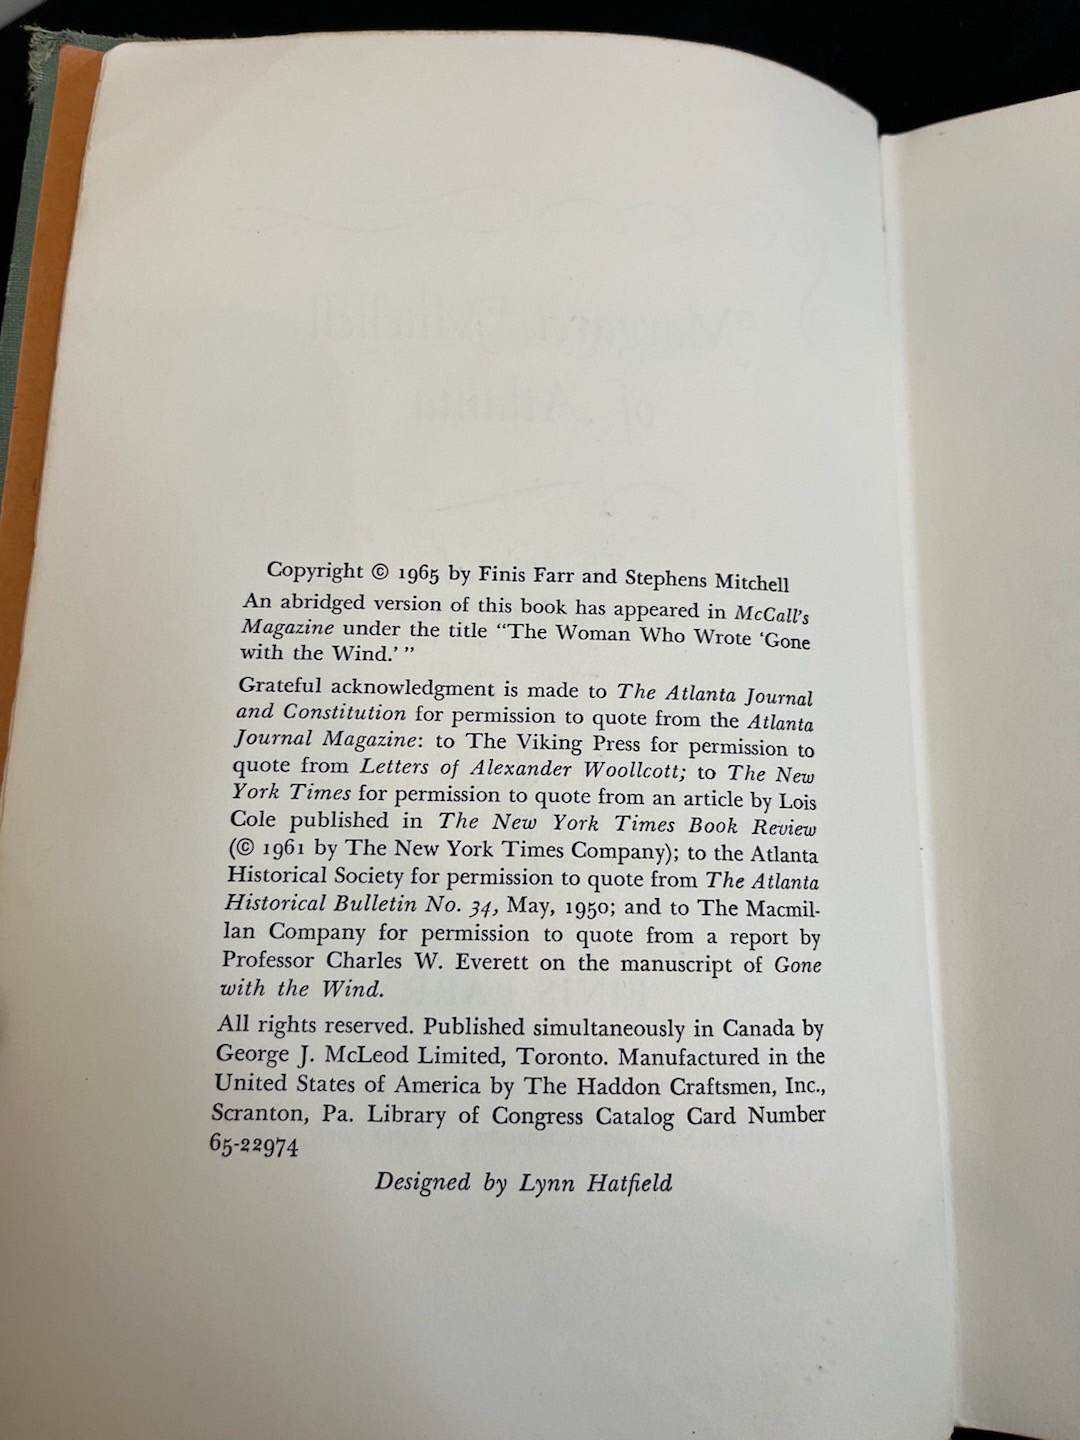 Copyright © 1965 by Finis Farr and Stephens Mitchell
An abridged version of this book has appeared in McCall's
Magazine under the title "The Woman Who Wrote 'Gone
with the Wind.' "
Grateful acknowledgment is made to The Atlanta Journal
and Constitution for permission to quote from the Atlanta
Journal Magazine: to The Viking Press for permission to
quote from Letters of Alexander Woollcott; to The New
York Times for permission to quote from an article by Lois
Cole published in The New York Times Book Review
(© 1961 by The New York Times Company); to the Atlanta
Historical Society for permission to quote from The Atlanta
Historical Bulletin No. 34, May, 1950; and to The Macmil-
lan Company for permission to quote from a report by
Professor Charles W. Everett on the manuscript of Gone
with the Wind.
All rights reserved. Published simultaneously in Canada by
George J. McLeod Limited, Toronto. Manufactured in the
United States of America by The Haddon Craftsmen, Inc.,
Scranton, Pa. Library of Congress Catalog Card Number
65-22974
Designed by Lynn Hatfield